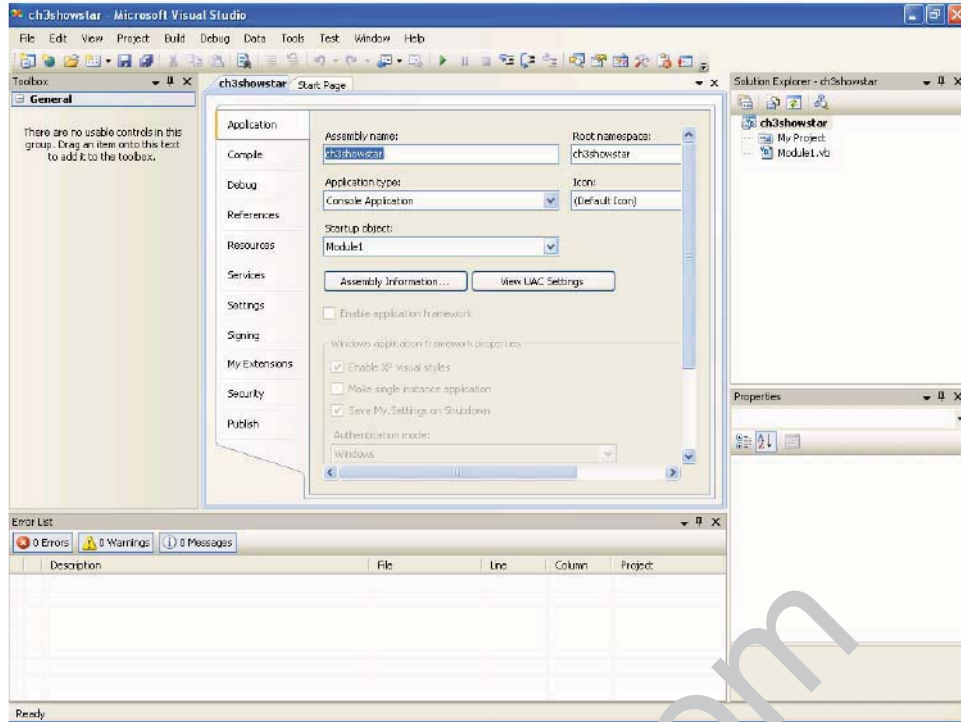 ch3showstar - Microsoft Visual Studio
File Edit View Project Build Debug Data Tools Test Window Help
Toolbox
General
There are no usable controls in this
group. Drag an item onto this text
to add it to the toolbox.
ch3showstar Start Page
Application
Compile
Debug
References
Resources
Services
Settings
Signing
My Extensions
Security
Publish
Assembly name:
Root namespace:
ch3showstar
ch3showstar
Application type:
Icon:
Console Application
(Default Icon)
Startup object:
Module1
Assembly Information...
View UAC Settings
Enable application framework
Windows application framework properties
Enable XP visual styles
Make single instance application
Save My.Settings on Shutdown
Authentication mode:
Windows
Solution Explorer - ch3showstar
ch3showstar
My Project
Module1.vb
Properties
Error List
0 Errors 0 Warnings 0 Messages
Description File Line Column Project
Ready
om